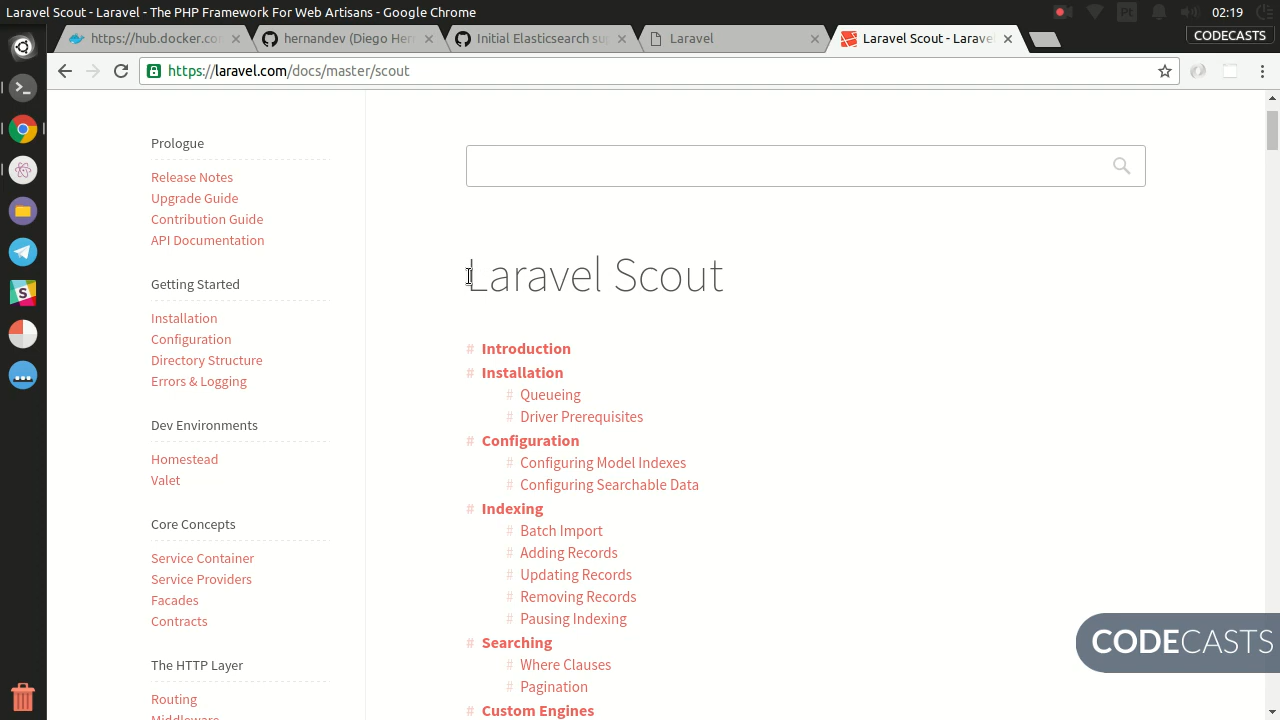 Laravel Scout - Laravel - The PHP Framework For Web Artisans - Google Chrome
Pt
02:19
CODECASTS
https://hub.docker.co
hernandev (Diego Her
Initial Elasticsearch su
Laravel
Laravel Scout - Larave
https://laravel.com/docs/master/scout
Prologue
Release Notes
Upgrade Guide
Contribution Guide
API Documentation
Getting Started
Installation
Configuration
Directory Structure
Errors & Logging
Dev Environments
Homestead
Valet
Core Concepts
Service Container
Service Providers
Facades
Contracts
The HTTP Layer
Routing
Middleware
Laravel Scout
# Introduction
# Installation
# Queueing
# Driver Prerequisites
# Configuration
# Configuring Model Indexes
# Configuring Searchable Data
# Indexing
# Batch Import
# Adding Records
# Updating Records
# Removing Records
# Pausing Indexing
# Searching
# Where Clauses
# Pagination
# Custom Engines
CODECASTS